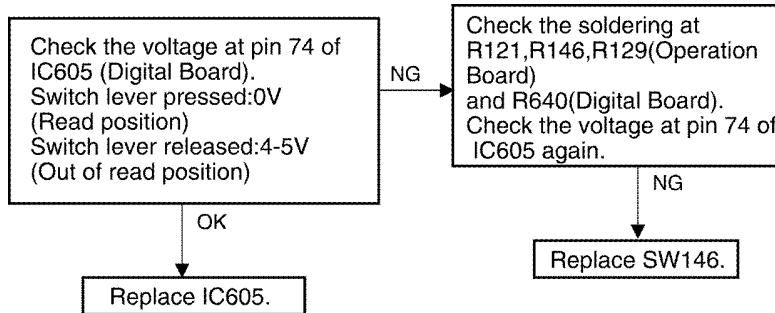 Check the voltage at pin 74 of
IC605 (Digital Board).
Switch lever pressed:0V
(Read position)
Switch lever released:4-5V
(Out of read position)
NG
Check the soldering at
R121,R146,R129(Operation
Board)
and R640(Digital Board).
Check the voltage at pin 74 of
IC605 again.
OK
NG
Replace IC605.
Replace SW146.